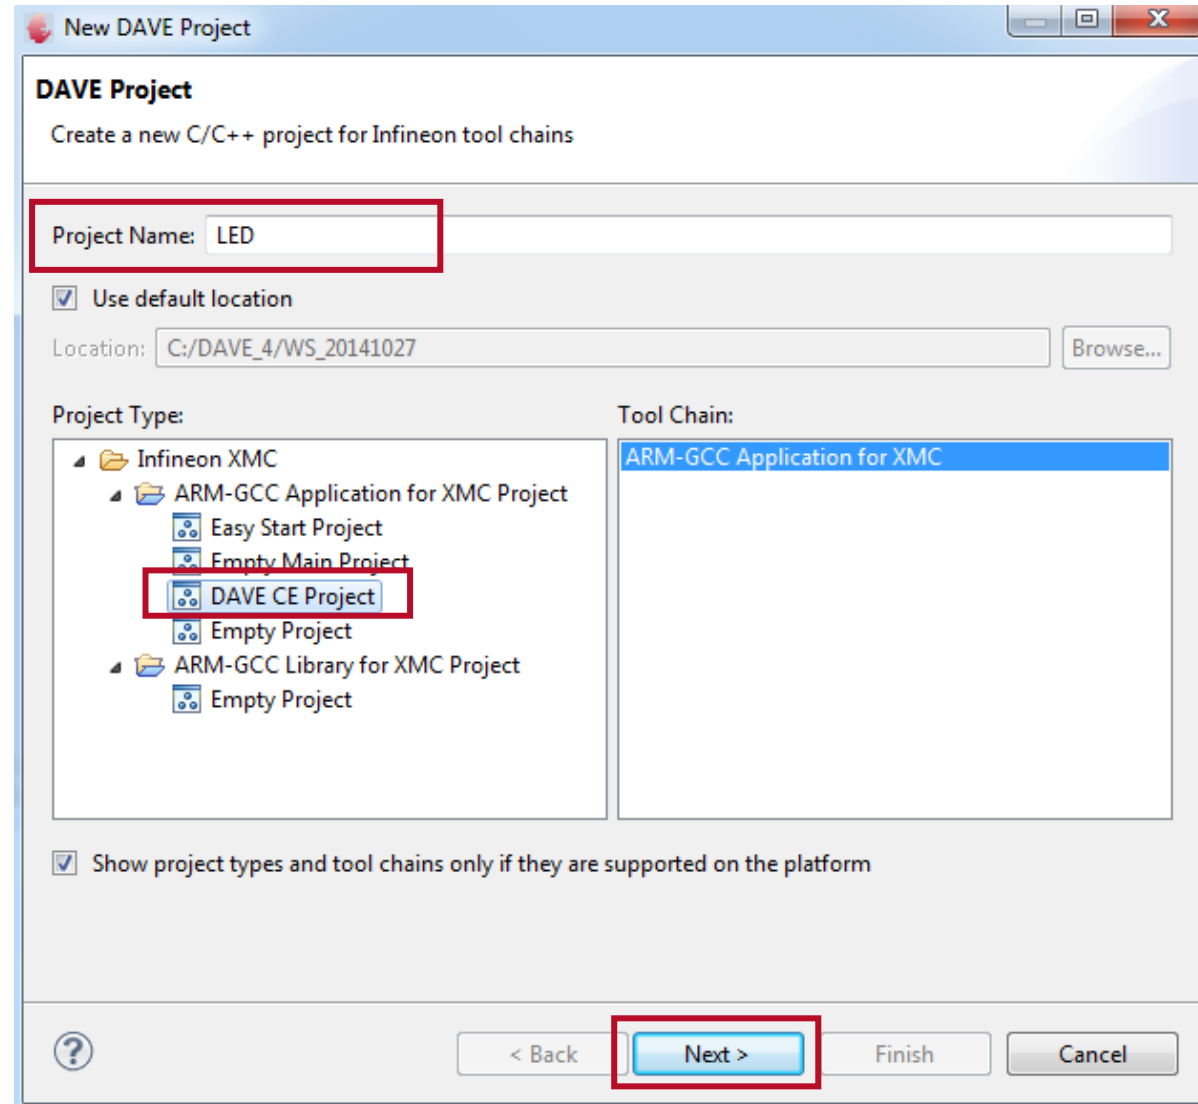 New DAVE Project
DAVE Project
Create a new C/C++ project for Infineon tool chains
Project Name: LED
Use default location
Location: C:/DAVE_4/WS_20141027 Browse...
Project Type: Tool Chain:
Infineon XMC ARM-GCC Application for XMC
ARM-GCC Application for XMC Project
Easy Start Project
Empty Main Project
DAVE CE Project
Empty Project
ARM-GCC Library for XMC Project
Empty Project
Show project types and tool chains only if they are supported on the platform
? < Back Next > Finish Cancel